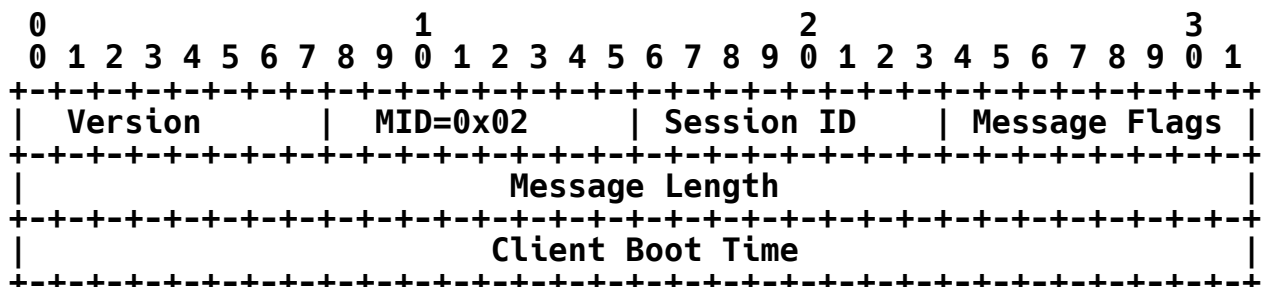 0                   1                   2                   3
0 1 2 3 4 5 6 7 8 9 0 1 2 3 4 5 6 7 8 9 0 1 2 3 4 5 6 7 8 9 0 1
+-+-+-+-+-+-+-+-+-+-+-+-+-+-+-+-+-+-+-+-+-+-+-+-+-+-+-+-+-+-+-+-+
|  Version      |  MID=0x02     | Session ID    | Message Flags |
+-+-+-+-+-+-+-+-+-+-+-+-+-+-+-+-+-+-+-+-+-+-+-+-+-+-+-+-+-+-+-+-+
|                         Message Length                        |
+-+-+-+-+-+-+-+-+-+-+-+-+-+-+-+-+-+-+-+-+-+-+-+-+-+-+-+-+-+-+-+-+
|                        Client Boot Time                       |
+-+-+-+-+-+-+-+-+-+-+-+-+-+-+-+-+-+-+-+-+-+-+-+-+-+-+-+-+-+-+-+-+